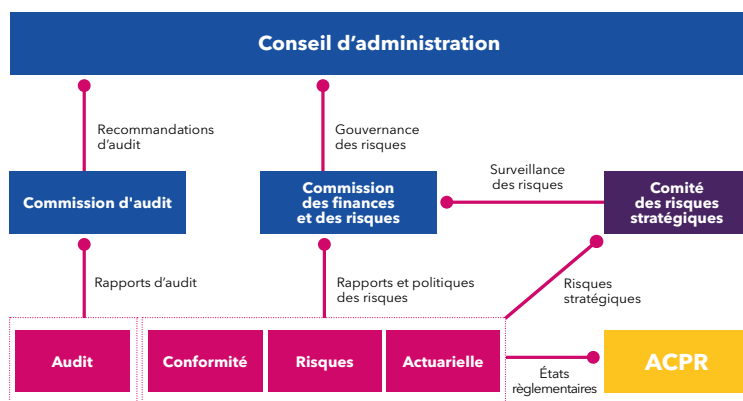 Conseil d’administration
Recommandations
d’audit
Gouvernance
des risques
Surveillance
des risques
Commission d'audit
Commission
des finances
et des risques
Comité
des risques
stratégiques
Rapports d’audit
Rapports et politiques
des risques
Risques
stratégiques
Audit
Conformité
Risques
Actuarielle
États
règlementaires
ACPR